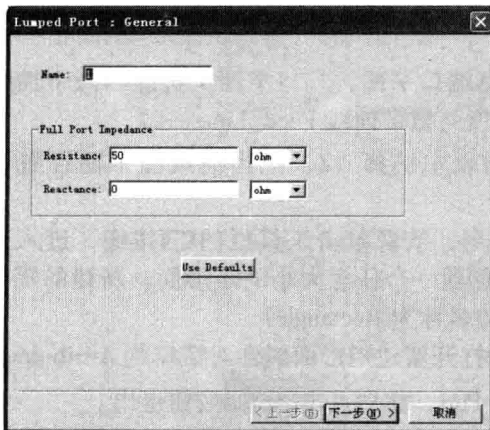 Lumped Port : General
Name: 1
Full Port Impedance
Resistance: 50 ohm
Reactance: 0 ohm
Use Defaults
< 上一步(B) 下一步(N) > 取消